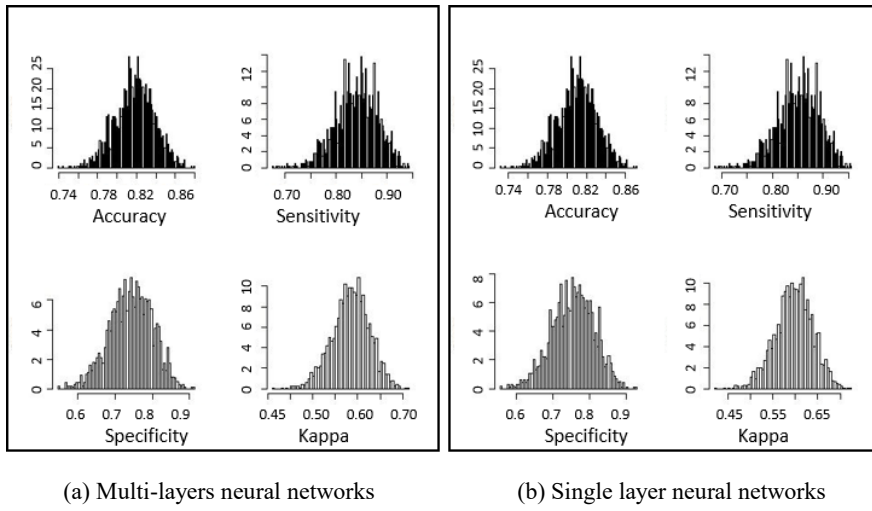 0 5 10 15 20 25
0.74 0.78 0.82 0.86
Accuracy
0 2 4 6 8 12
0.70 0.80 0.90
Sensitivity
0 2 4 6
0.6 0.7 0.8 0.9
Specificity
0 2 4 6 8 10
0.45 0.50 0.60 0.70
Kappa
0 5 10 15 20 25
0.74 0.78 0.82 0.86
Accuracy
0 2 4 6 8 12
0.70 0.80 0.90
Sensitivity
0 2 4 6 8
0.6 0.7 0.8 0.9
Specificity
0 2 4 6 8 10
0.45 0.55 0.65
Kappa
(a) Multi-layers neural networks
(b) Single layer neural networks